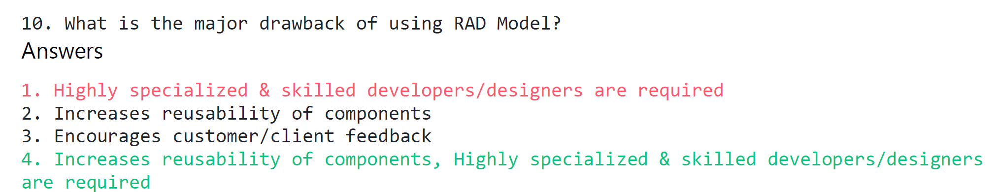 10. What is the major drawback of using RAD Model?
Answers
1. Highly specialized & skilled developers/designers are required
2. Increases reusability of components
3. Encourages customer/client feedback
4. Increases reusability of components, Highly specialized & skilled developers/designers
are required